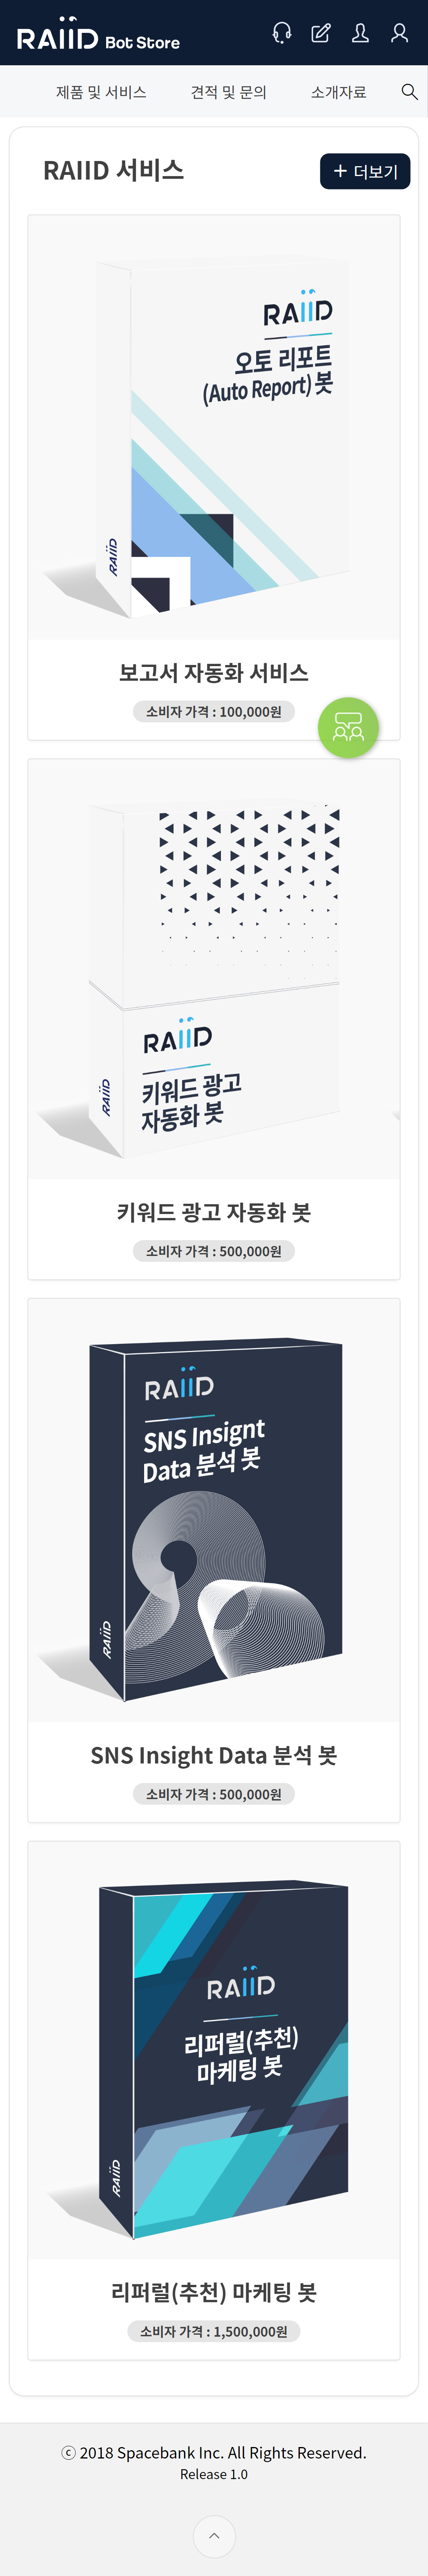 RAIID Bot Store
제품 및 서비스 견적 및 문의 소개자료
RAIID 서비스
+ 더보기
RAIID
오토 리포트
(Auto Report) 봇
RAIID
보고서 자동화 서비스
소비자 가격 : 100,000원
RAIID
키워드 광고
자동화 봇
RAIID
키워드 광고 자동화 봇
소비자 가격 : 500,000원
RAIID
SNS Insignt
Data 분석 봇
RAIID
SNS Insight Data 분석 봇
소비자 가격 : 500,000원
RAIID
리퍼럴(추천)
마케팅 봇
RAIID
리퍼럴(추천) 마케팅 봇
소비자 가격 : 1,500,000원
ⓒ 2018 Spacebank Inc. All Rights Reserved.
Release 1.0